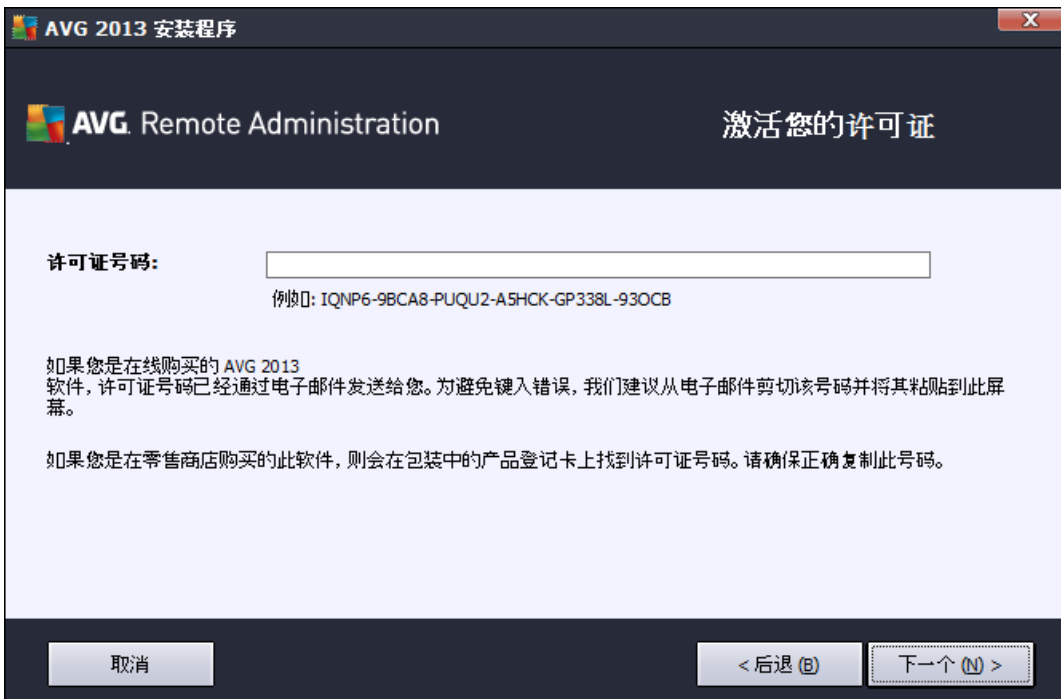 AVG 2013 安装程序
AVG. Remote Administration
激活您的许可证
许可证号码:
例如: IQNP6-9BCA8-PUQU2-A5HCK-GP338L-93OCB
如果您是在线购买的 AVG 2013
软件, 许可证号码已经通过电子邮件发送给您。为避免键入错误, 我们建议从电子邮件剪切该号码并将其粘贴到此屏
幕。
如果您是在零售商店购买的此软件, 则会在包装中的产品登记卡上找到许可证号码。请确保正确复制此号码。
取消
< 后退 (B)
下一个 (N) >